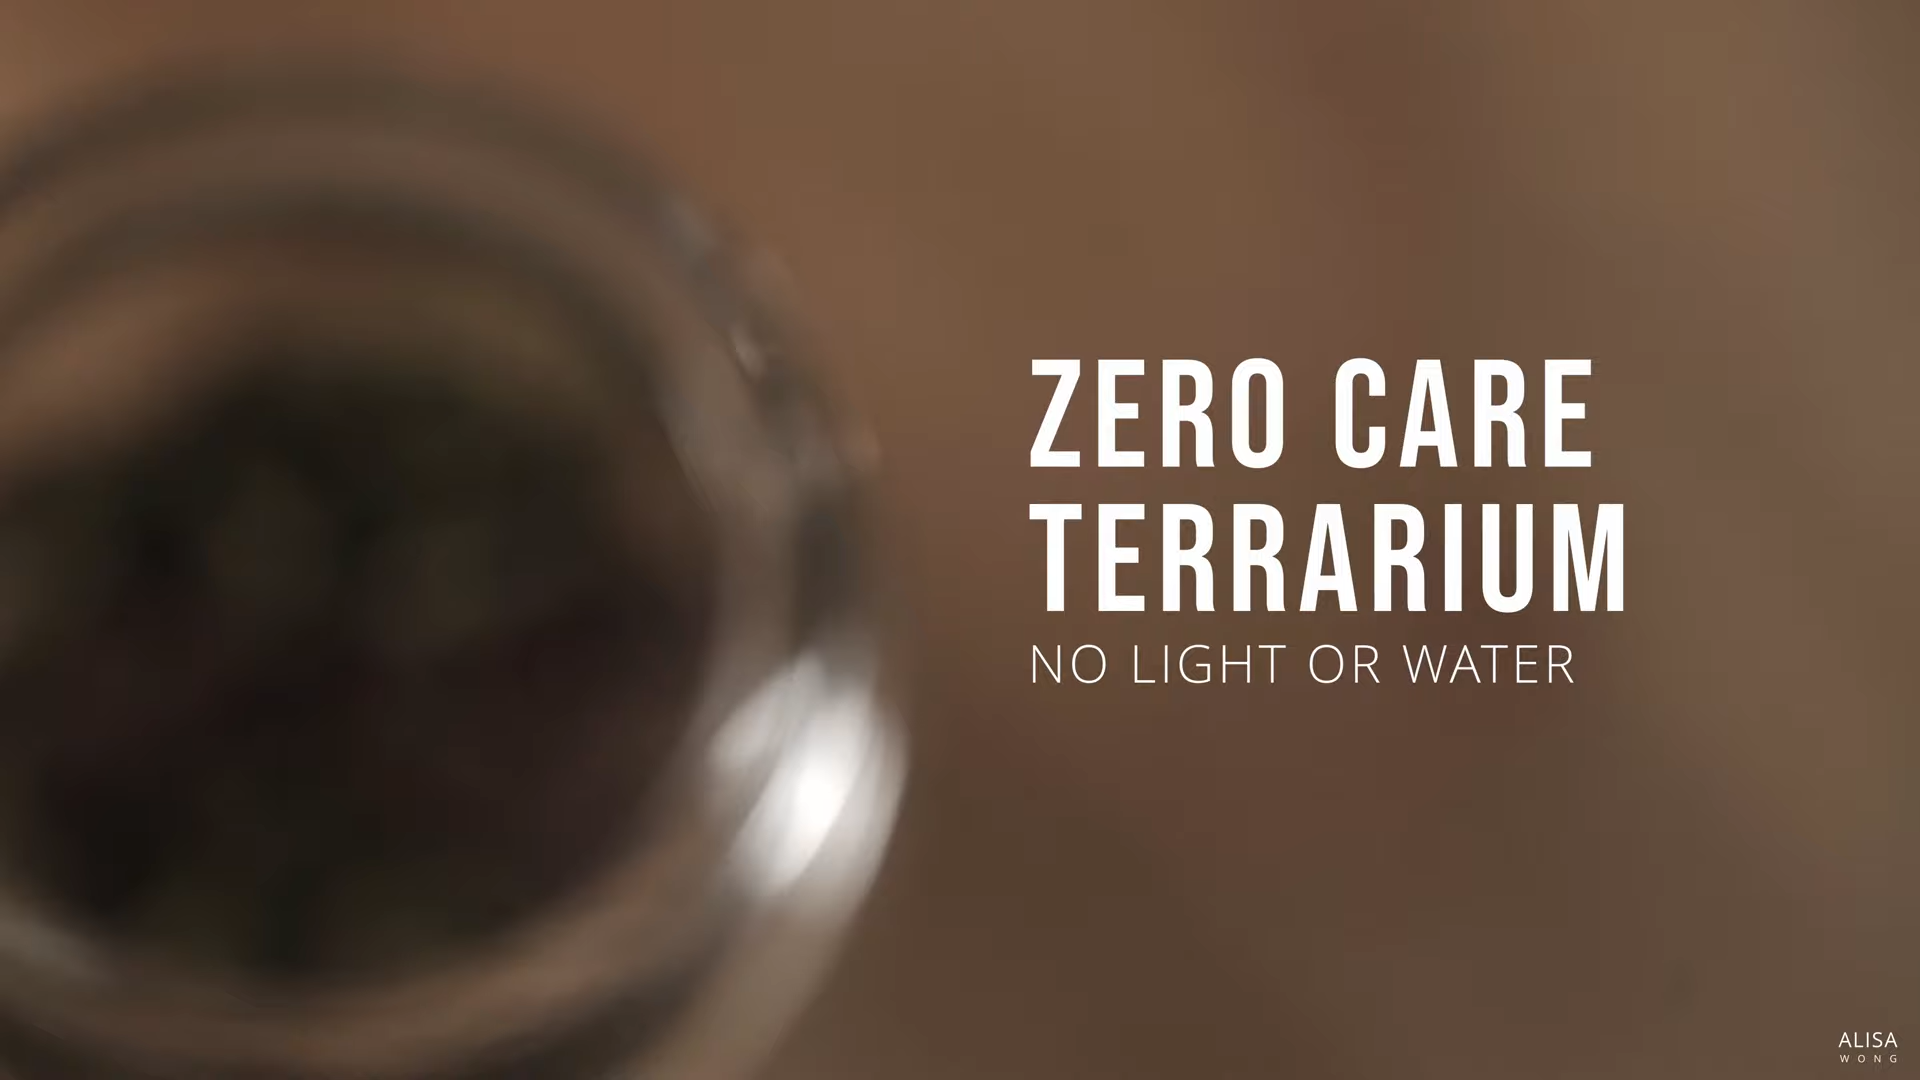 ZERO CARE
TERRARIUM
NO LIGHT OR WATER
ALISA
WONG